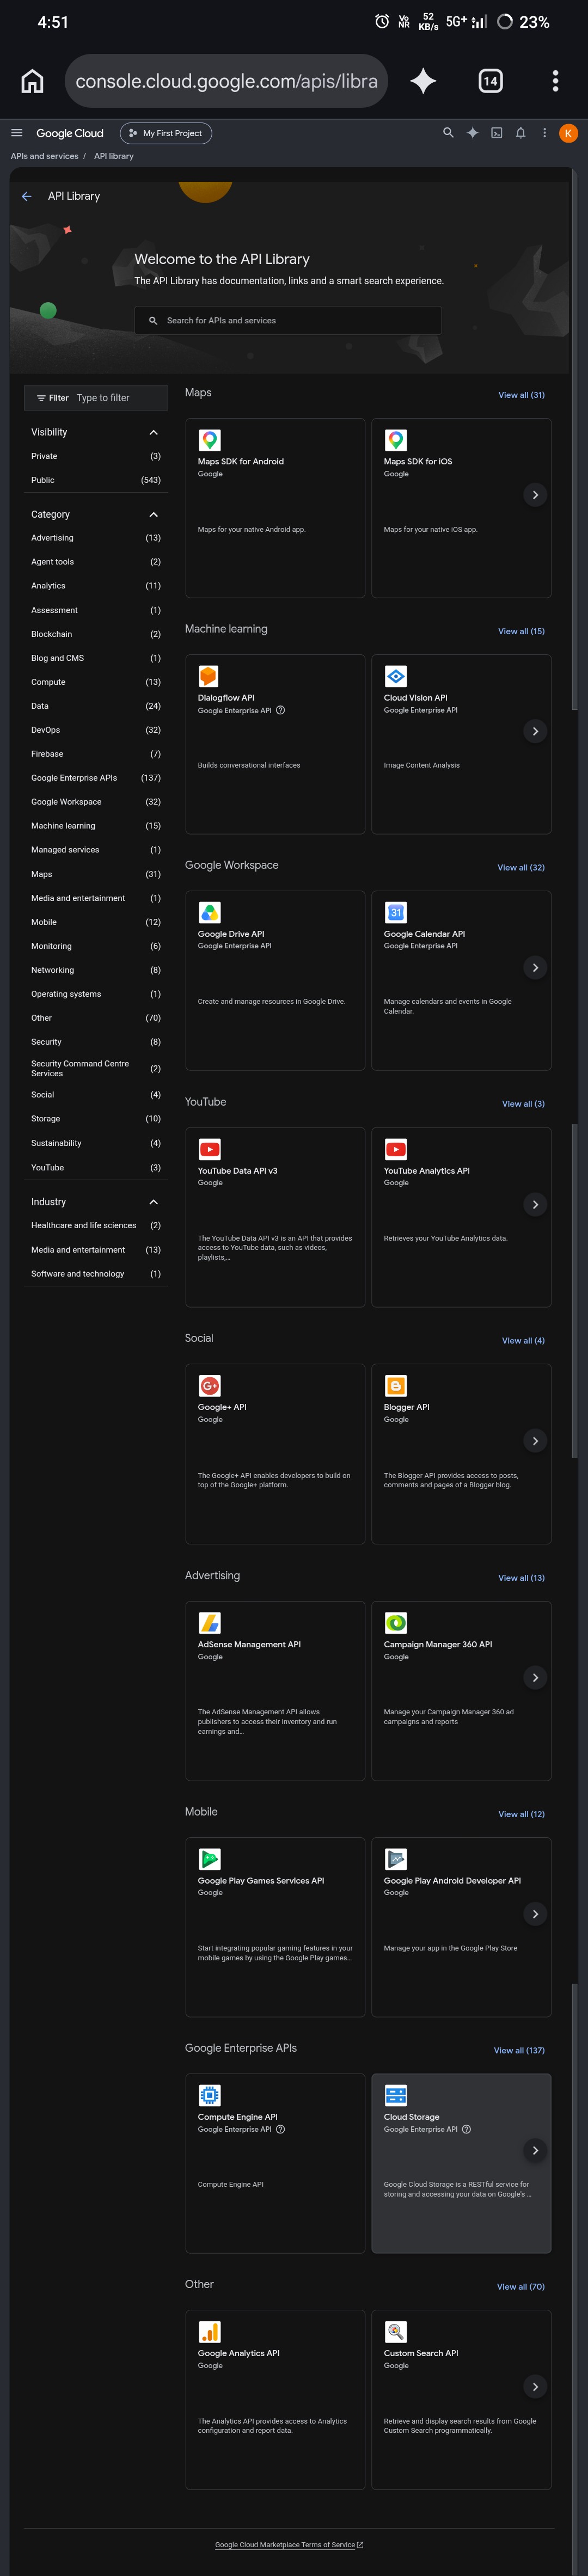 4:51
Vo
NR
52
KB/s
5G+
23%
console.cloud.google.com/apis/libra
14
Google Cloud
My First Project
K
APIs and services / API library
API Library
Welcome to the API Library
The API Library has documentation, links and a smart search experience.
Search for APIs and services
Filter Type to filter
Visibility
Private (3)
Public (543)
Category
Advertising (13)
Agent tools (2)
Analytics (11)
Assessment (1)
Blockchain (2)
Blog and CMS (1)
Compute (13)
Data (24)
DevOps (32)
Firebase (7)
Google Enterprise APIs (137)
Google Workspace (32)
Machine learning (15)
Managed services (1)
Maps (31)
Media and entertainment (1)
Mobile (12)
Monitoring (6)
Networking (8)
Operating systems (1)
Other (70)
Security (8)
Security Command Centre
Services (2)
Social (4)
Storage (10)
Sustainability (4)
YouTube (3)
Industry
Healthcare and life sciences (2)
Media and entertainment (13)
Software and technology (1)
Maps
View all (31)
Maps SDK for Android
Google
Maps for your native Android app.
Maps SDK for iOS
Google
Maps for your native iOS app.
Machine learning
View all (15)
Dialogflow API
Google Enterprise API
Builds conversational interfaces
Cloud Vision API
Google Enterprise API
Image Content Analysis
Google Workspace
View all (32)
Google Drive API
Google Enterprise API
Create and manage resources in Google Drive.
31
Google Calendar API
Google Enterprise API
Manage calendars and events in Google
Calendar.
YouTube
View all (3)
YouTube Data API v3
Google
The YouTube Data API v3 is an API that provides
access to YouTube data, such as videos,
playlists,...
YouTube Analytics API
Google
Retrieves your YouTube Analytics data.
Social
View all (4)
G+
Google+ API
Google
The Google+ API enables developers to build on
top of the Google+ platform.
Blogger API
Google
The Blogger API provides access to posts,
comments and pages of a Blogger blog.
Advertising
View all (13)
AdSense Management API
Google
The AdSense Management API allows
publishers to access their inventory and run
earnings and...
Campaign Manager 360 API
Google
Manage your Campaign Manager 360 ad
campaigns and reports
Mobile
View all (12)
Google Play Games Services API
Google
Start integrating popular gaming features in your
mobile games by using the Google Play games...
Google Play Android Developer API
Google
Manage your app in the Google Play Store
Google Enterprise APIs
View all (137)
Compute Engine API
Google Enterprise API
Compute Engine API
Cloud Storage
Google Enterprise API
Google Cloud Storage is a RESTful service for
storing and accessing your data on Google's ...
Other
View all (70)
Google Analytics API
Google
The Analytics API provides access to Analytics
configuration and report data.
Custom Search API
Google
Retrieve and display search results from Google
Custom Search programmatically.
Google Cloud Marketplace Terms of Service